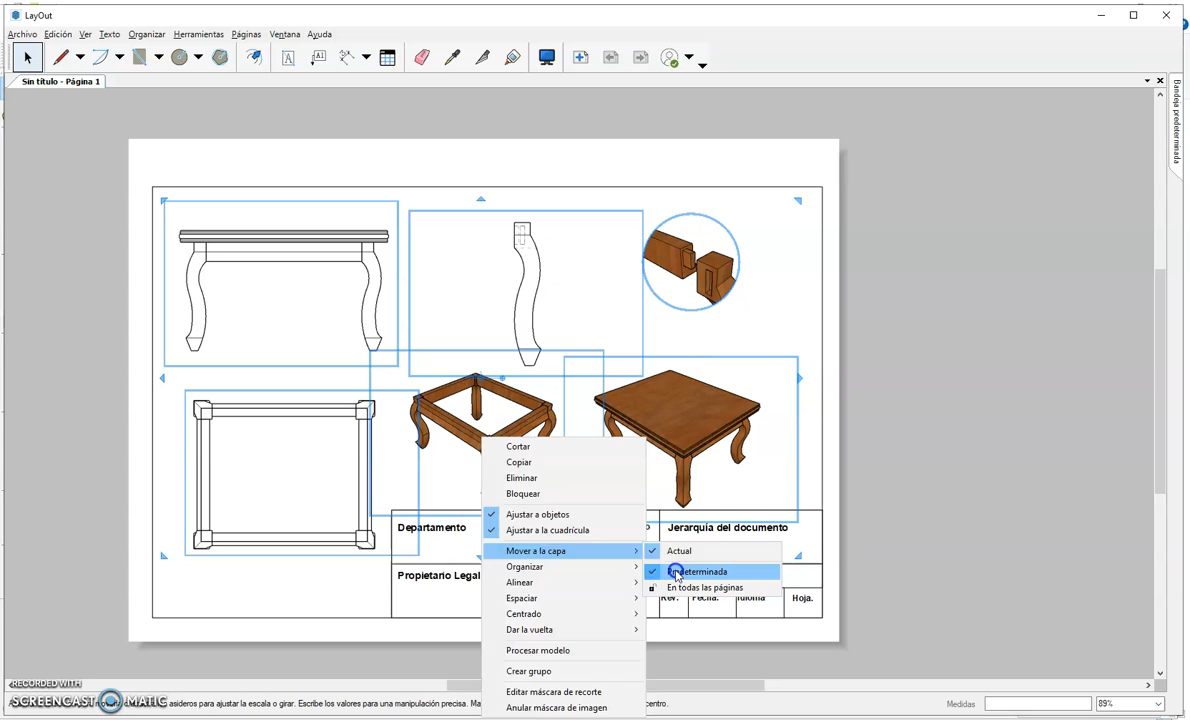 LayOut
Archivo Edición Ver Texto Organizar Herramientas Páginas Ventana Ayuda
Sin título - Página 1
Bandeja predeterminada
Departamento
Jerarquía del documento
Propietario Legal
Rev. Fecha. Idioma Hoja.
Cortar
Copiar
Eliminar
Bloquear
Ajustar a objetos
Ajustar a la cuadrícula
Mover a la capa
Organizar
Alinear
Espaciar
Centrado
Dar la vuelta
Procesar modelo
Crear grupo
Editar máscara de recorte
Anular máscara de imagen
Actual
Predeterminada
En todas las páginas
RECORDED WITH
SCREENCAST MATIC
asideros para ajustar la escala o girar. Escribe los valores para una manipulación precisa. Ma
centro.
Medidas
89%